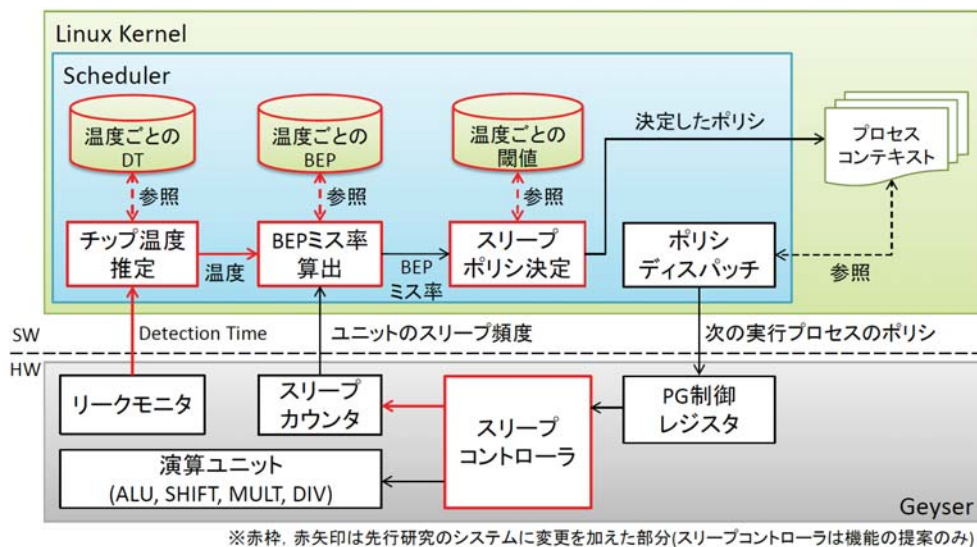 Linux Kernel
Scheduler
温度ごとの
DT
温度ごとの
BEP
温度ごとの
閾値
決定したポリシ
プロセス
コンテキスト
参照
参照
参照
チップ温度
推定
温度
BEPミス率
算出
BEP
ミス率
スリープ
ポリシ決定
ポリシ
ディスパッチ
参照
SW
Detection Time
ユニットのスリープ頻度
次の実行プロセスのポリシ
HW
リークモニタ
スリープ
カウンタ
スリープ
コントローラ
PG制御
レジスタ
演算ユニット
(ALU, SHIFT, MULT, DIV)
Geyser
※赤枠，赤矢印は先行研究のシステムに変更を加えた部分(スリープコントローラは機能の提案のみ)